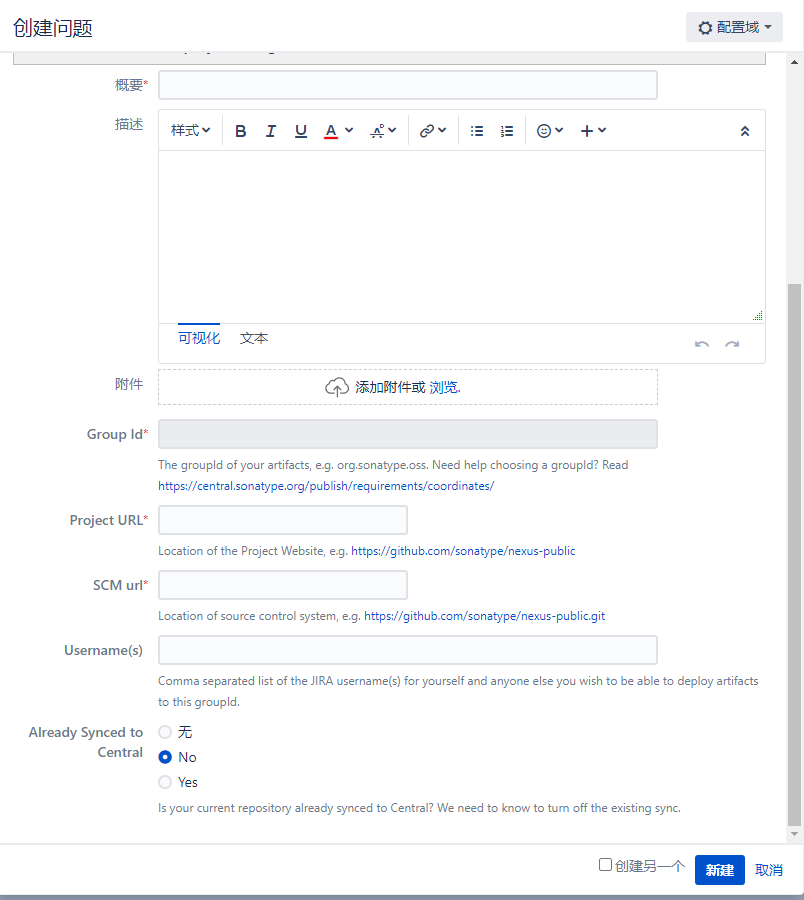 创建问题
配置域
概要*
描述
样式 B I U A
可视化 文本
附件
添加附件或 浏览.
Group Id*
The groupId of your artifacts, e.g. org.sonatype.oss. Need help choosing a groupId? Read
https://central.sonatype.org/publish/requirements/coordinates/
Project URL*
Location of the Project Website, e.g. https://github.com/sonatype/nexus-public
SCM url*
Location of source control system, e.g. https://github.com/sonatype/nexus-public.git
Username(s)
Comma separated list of the JIRA username(s) for yourself and anyone else you wish to be able to deploy artifacts
to this groupId.
Already Synced to
Central
无
No
Yes
Is your current repository already synced to Central? We need to know to turn off the existing sync.
创建另一个 新建 取消